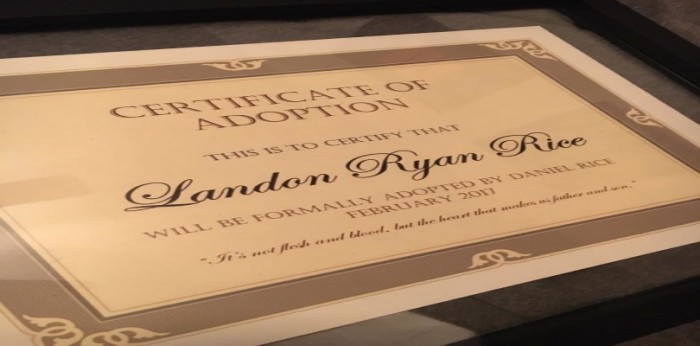 CERTIFICATE OF
ADOPTION
THIS IS TO CERTIFY THAT
Landon Ryan Rice
WILL BE FORMALLY ADOPTED BY DANIEL RICE
FEBRUARY 2017
"It's not flesh and blood, but the heart that makes us father and son."